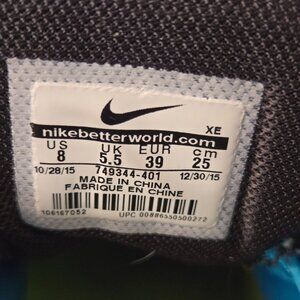 XE
nikebetterworld.com
US UK EUR cm
8 5.5 39 25
10/28/15 749344-401 12/30/15
MADE IN CHINA
FABRIQUE EN CHINE
106167052 UPC 00886550500272